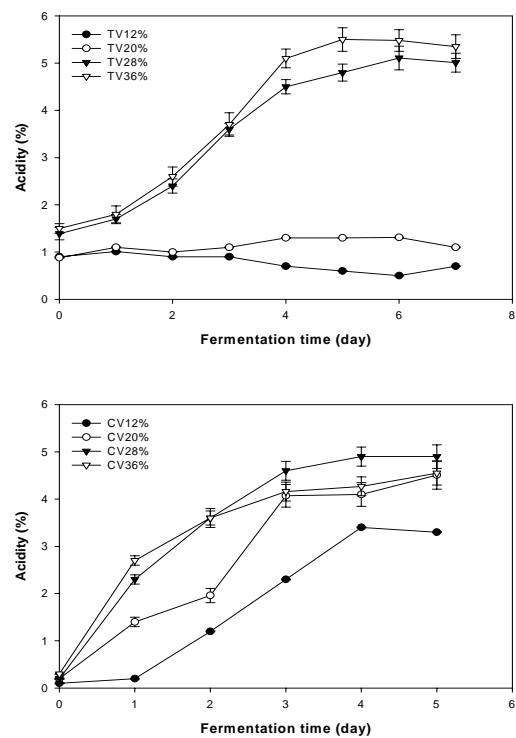 6
TV12%
TV20%
TV28%
TV36%
5
4
3
2
1
0
Acidity (%)
0 2 4 6 8
Fermentation time (day)
6
CV12%
CV20%
CV28%
CV36%
5
4
3
2
1
0
Acidity (%)
0 1 2 3 4 5 6
Fermentation time (day)